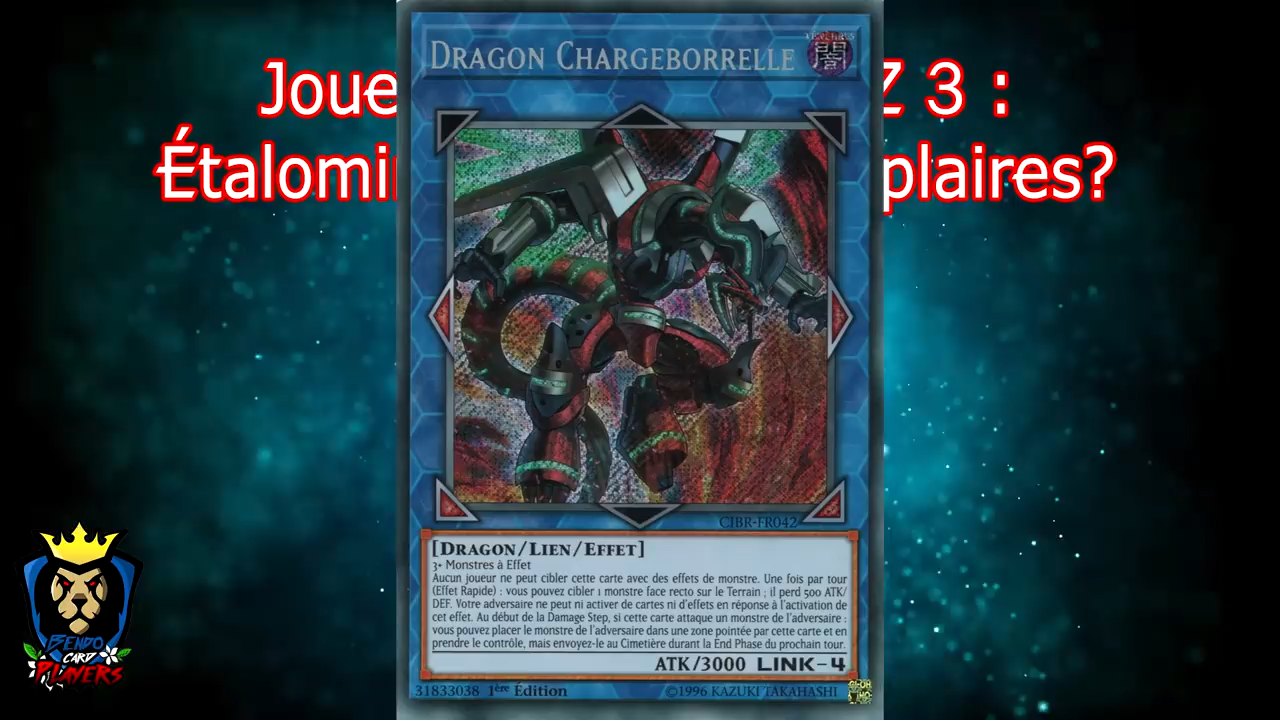 DRAGON CHARGEBORRELLE
闇
Joue Z 3 :
Étalomin plaires?
CIBR-FR042
[DRAGON/LIEN/EFFET]
3+ Monstres à Effet
Aucun joueur ne peut cibler cette carte avec des effets de monstre. Une fois par tour
(Effet Rapide) : vous pouvez cibler 1 monstre face recto sur le Terrain ; il perd 500 ATK/
DEF. Votre adversaire ne peut ni activer de cartes ni d'effets en réponse à l'activation de
cet effet. Au début de la Damage Step, si cette carte attaque un monstre de l'adversaire :
vous pouvez placer le monstre de l'adversaire dans une zone pointée par cette carte et en
prendre le contrôle, mais envoyez-le au Cimetière durant la End Phase du prochain tour.
ATK/3000 LINK-4
31833038 1ère Édition ©1996 KAZUKI TAKAHASHI
BENDO
CARD
PLAYERS